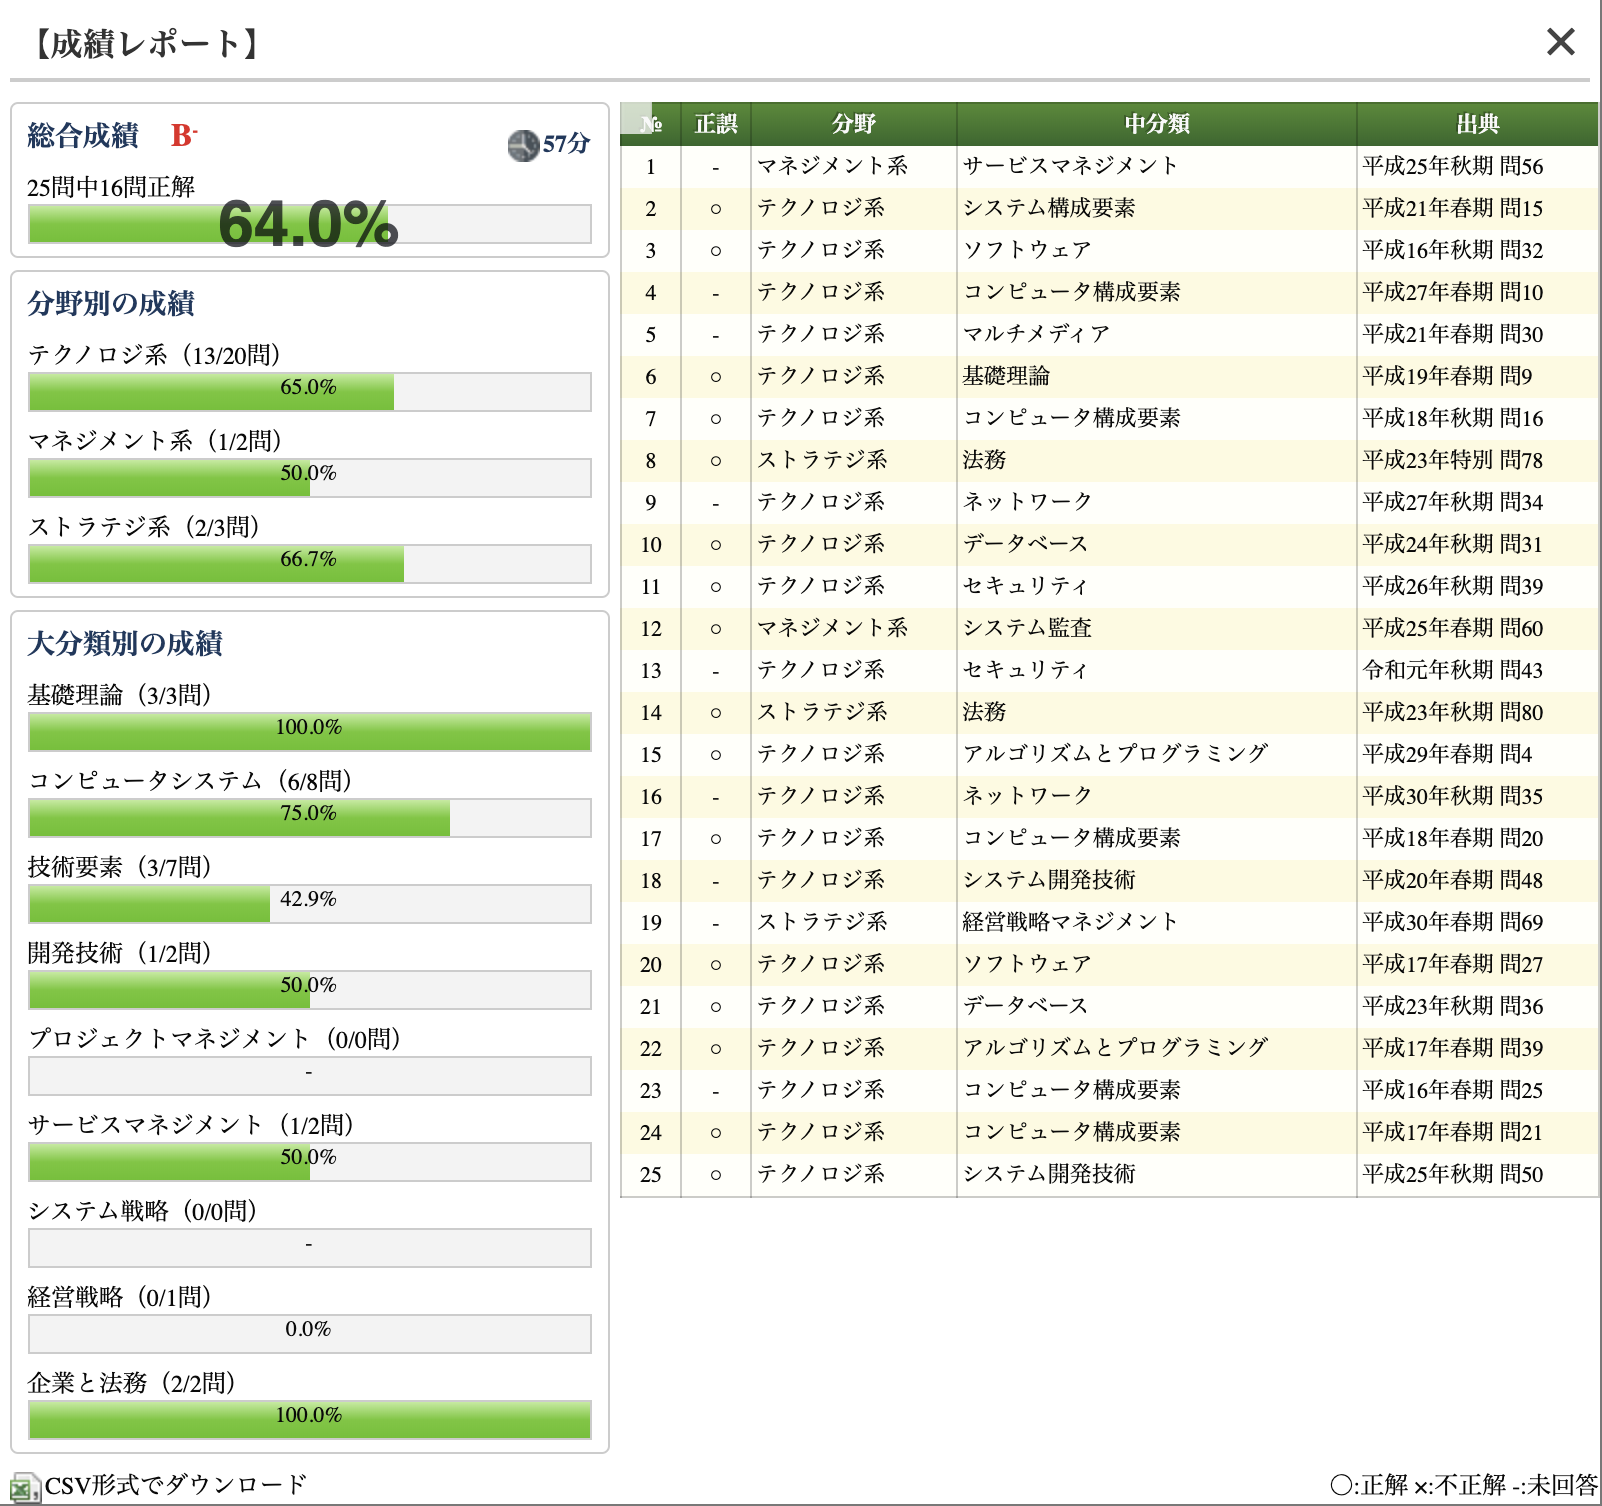 【成績レポート】
総合成績 B-
57分
25問中16問正解
64.0%
分野別の成績
テクノロジ系（13/20問）
65.0%
マネジメント系（1/2問）
50.0%
ストラテジ系（2/3問）
66.7%
大分類別の成績
基礎理論（3/3問）
100.0%
コンピュータシステム（6/8問）
75.0%
技術要素（3/7問）
42.9%
開発技術（1/2問）
50.0%
プロジェクトマネジメント（0/0問）
-
サービスマネジメント（1/2問）
50.0%
システム戦略（0/0問）
-
経営戦略（0/1問）
0.0%
企業と法務（2/2問）
100.0%
CSV形式でダウンロード
№ 正誤 分野 中分類 出典
1 - マネジメント系 サービスマネジメント 平成25年秋期 問56
2 ○ テクノロジ系 システム構成要素 平成21年春期 問15
3 ○ テクノロジ系 ソフトウェア 平成16年秋期 問32
4 - テクノロジ系 コンピュータ構成要素 平成27年春期 問10
5 - テクノロジ系 マルチメディア 平成21年春期 問30
6 ○ テクノロジ系 基礎理論 平成19年春期 問9
7 ○ テクノロジ系 コンピュータ構成要素 平成18年秋期 問16
8 ○ ストラテジ系 法務 平成23年特別 問78
9 - テクノロジ系 ネットワーク 平成27年秋期 問34
10 ○ テクノロジ系 データベース 平成24年秋期 問31
11 ○ テクノロジ系 セキュリティ 平成26年秋期 問39
12 ○ マネジメント系 システム監査 平成25年春期 問60
13 - テクノロジ系 セキュリティ 令和元年秋期 問43
14 ○ ストラテジ系 法務 平成23年秋期 問80
15 ○ テクノロジ系 アルゴリズムとプログラミング 平成29年春期 問4
16 - テクノロジ系 ネットワーク 平成30年秋期 問35
17 ○ テクノロジ系 コンピュータ構成要素 平成18年春期 問20
18 - テクノロジ系 システム開発技術 平成20年春期 問48
19 - ストラテジ系 経営戦略マネジメント 平成30年春期 問69
20 ○ テクノロジ系 ソフトウェア 平成17年春期 問27
21 ○ テクノロジ系 データベース 平成23年秋期 問36
22 ○ テクノロジ系 アルゴリズムとプログラミング 平成17年春期 問39
23 - テクノロジ系 コンピュータ構成要素 平成16年春期 問25
24 ○ テクノロジ系 コンピュータ構成要素 平成17年春期 問21
25 ○ テクノロジ系 システム開発技術 平成25年秋期 問50
○:正解 ×:不正解 -:未回答